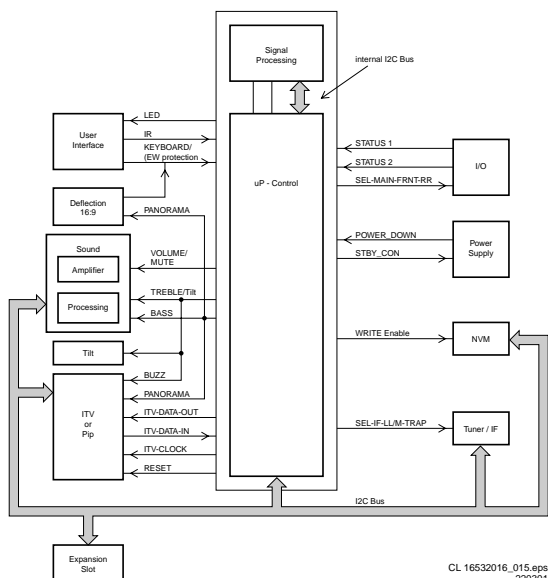 Signal
Processing
internal I2C Bus
User
Interface
LED
IR
KEYBOARD/
(EW protection
Deflection
16:9
PANORAMA
uP - Control
STATUS 1
STATUS 2
SEL-MAIN-FRNT-RR
I/O
Sound
Amplifier
Processing
VOLUME/
MUTE
TREBLE/Tilt
BASS
POWER_DOWN
STBY_CON
Power
Supply
WRITE Enable
NVM
Tilt
ITV
or
Pip
BUZZ
PANORAMA
ITV-DATA-OUT
ITV-DATA-IN
ITV-CLOCK
RESET
SEL-IF-LL/M-TRAP
Tuner / IF
I2C Bus
Expansion
Slot
CL 16532016_015.eps
220301